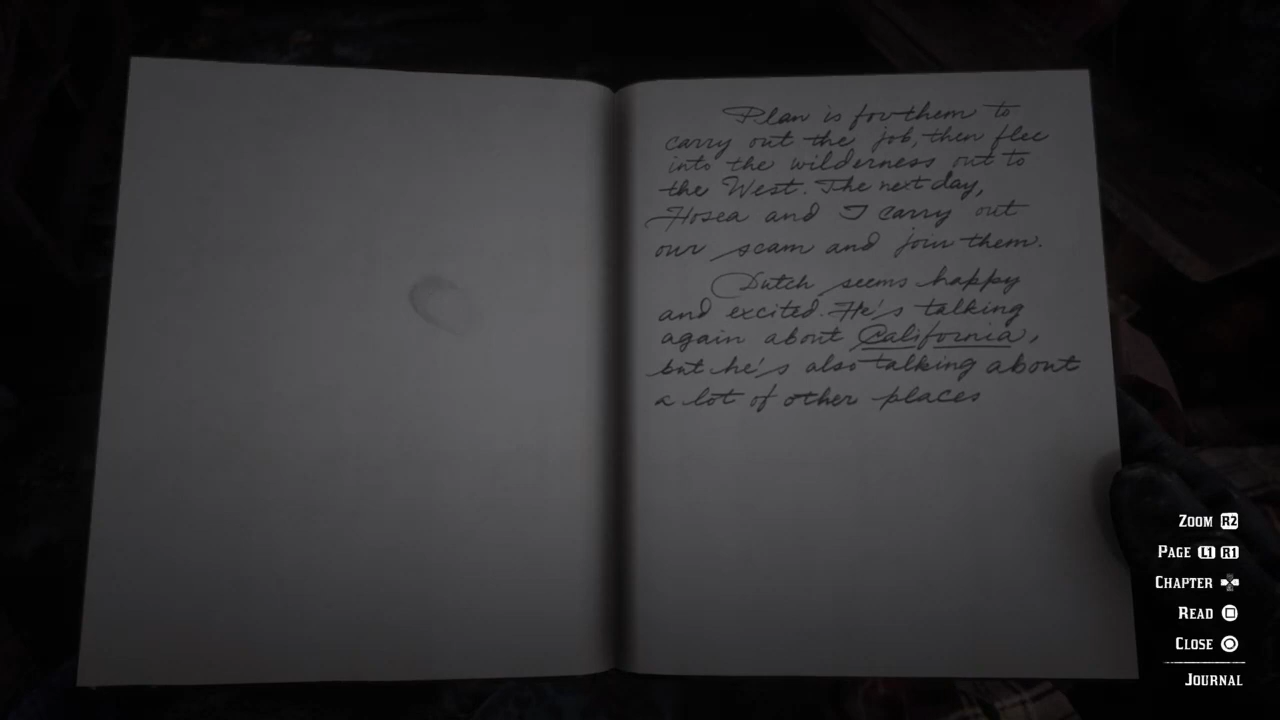 Plan is for them to
carry out the job, then flee
into the wilderness out to
the West. The next day,
Hosea and I carry out
our scam and join them.
Dutch seems happy
and excited. He's talking
again about California,
but he's also talking about
a lot of other places
ZOOM R2
PAGE L1 R1
CHAPTER
READ
CLOSE
JOURNAL